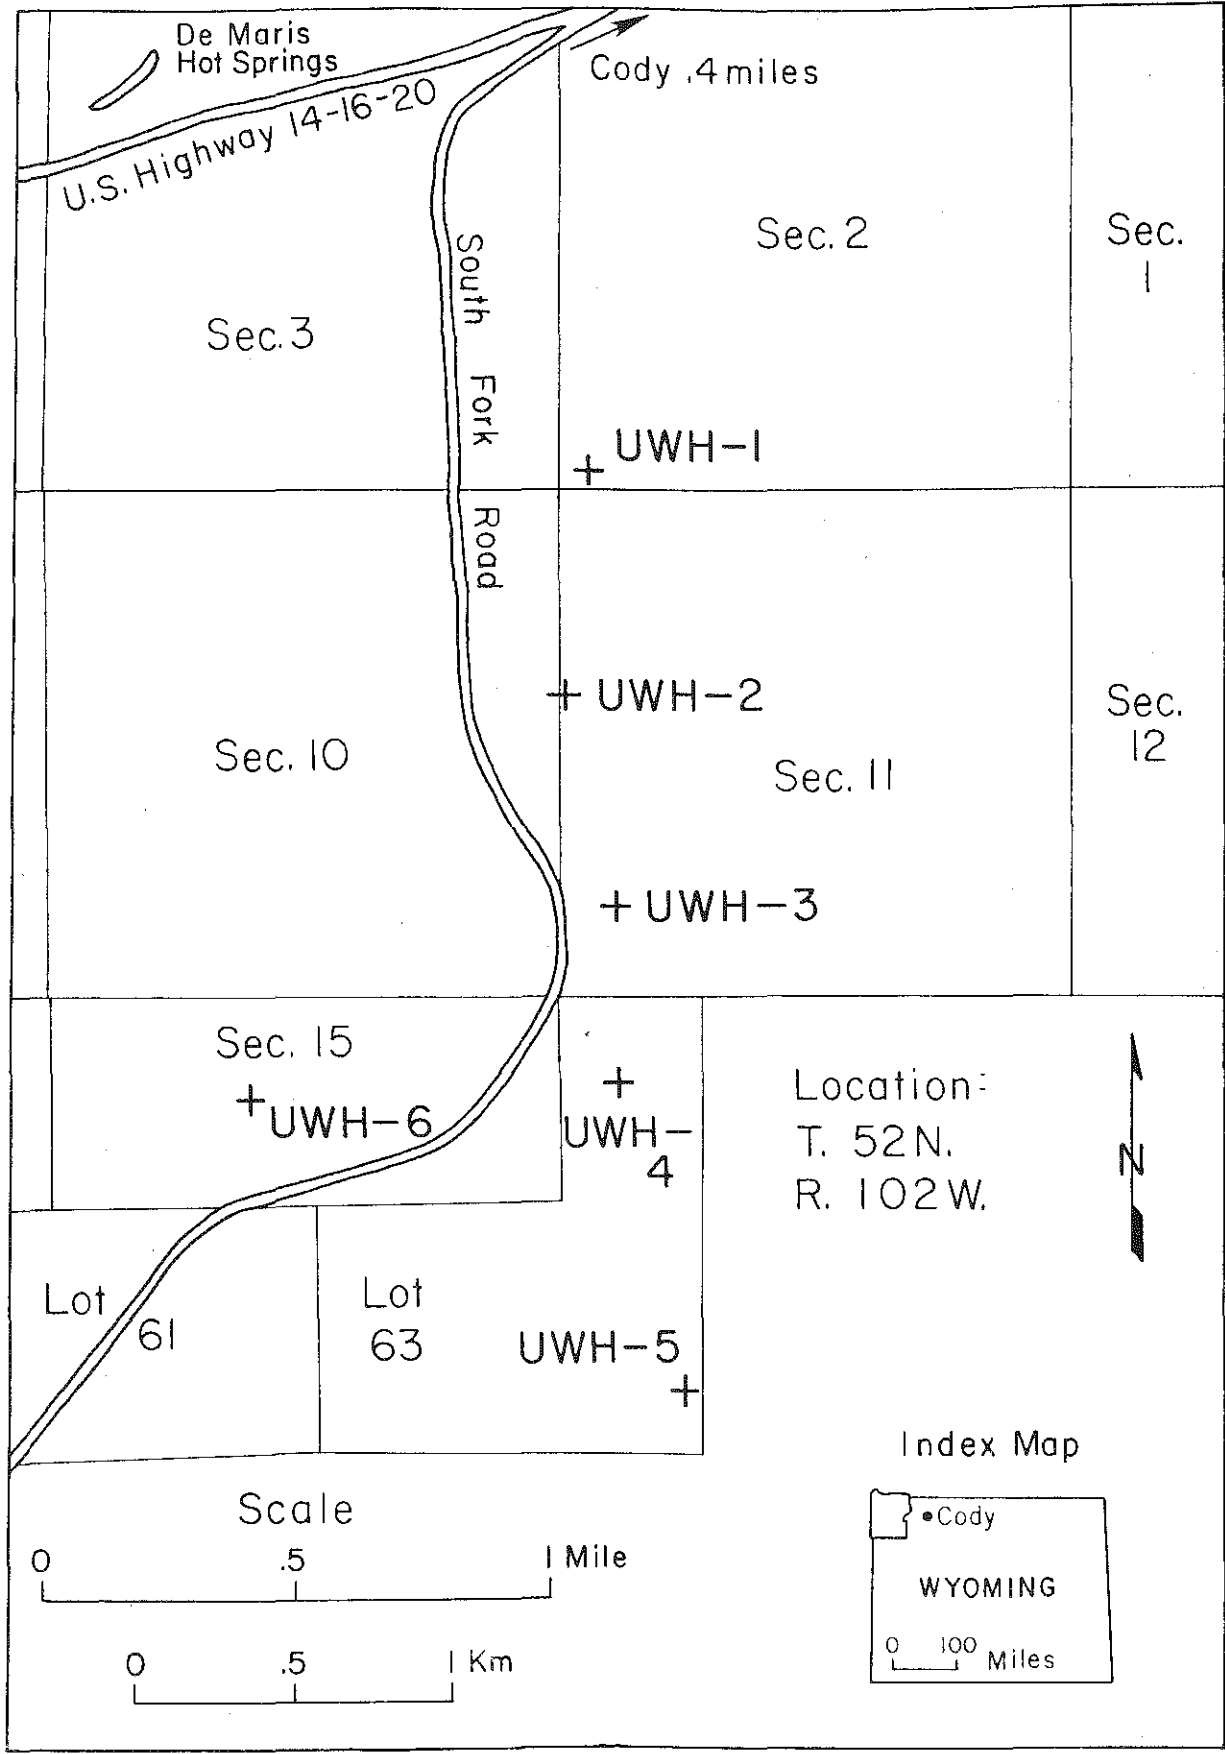 De Maris
Hot Springs
Cody .4 miles
U.S. Highway 14-16-20
South Fork Road
Sec. 2
Sec.
1
Sec. 3
UWH-1
UWH-2
Sec. 10
Sec. 11
Sec.
12
UWH-3
Sec. 15
UWH-6
UWH-
4
Location:
T. 52N.
R. 102W.
N
Lot
61
Lot
63
UWH-5
Index Map
Cody
WYOMING
0 100 Miles
Scale
0 .5 1 Mile
0 .5 1 Km